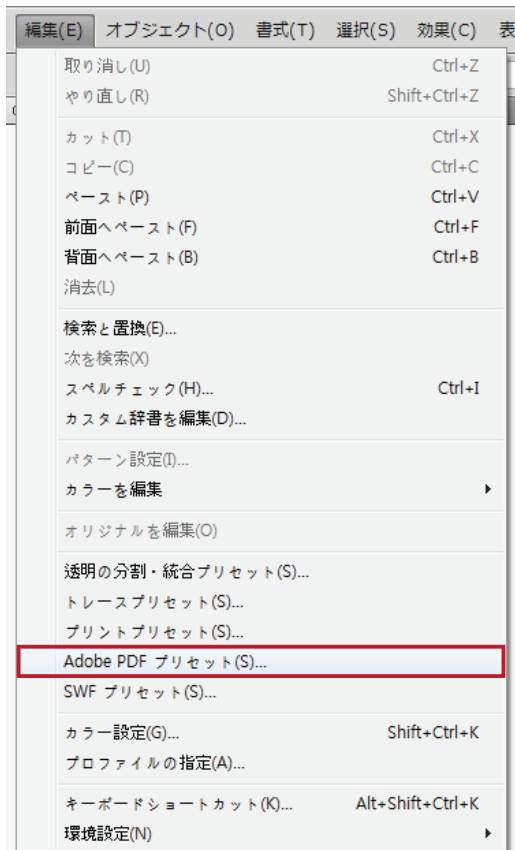 編集(E) オブジェクト(O) 書式(T) 選択(S) 効果(C) 表
取り消し(U) Ctrl+Z
やり直し(R) Shift+Ctrl+Z
カット(T) Ctrl+X
コピー(C) Ctrl+C
ペースト(P) Ctrl+V
前面へペースト(F) Ctrl+F
背面へペースト(B) Ctrl+B
消去(L)
検索と置換(E)...
次を検索(X)
スペルチェック(H)... Ctrl+I
カスタム辞書を編集(D)...
パターン設定(I)...
カラーを編集
オリジナルを編集(O)
透明の分割・統合プリセット(S)...
トレースプリセット(S)...
プリントプリセット(S)...
Adobe PDF プリセット(S)...
SWF プリセット(S)...
カラー設定(G)... Shift+Ctrl+K
プロファイルの指定(A)...
キーボードショートカット(K)... Alt+Shift+Ctrl+K
環境設定(N)